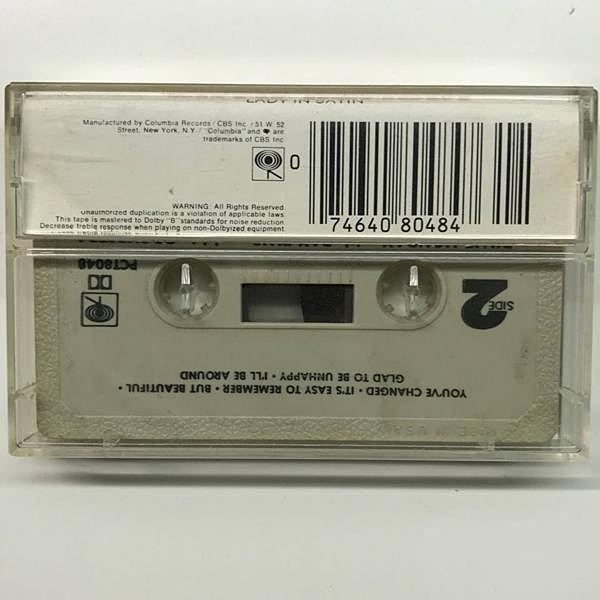 LADY IN SATIN
Manufactured by Columbia Records / CBS Inc. / 51 W. 52
Street, New York, N.Y. / "Columbia" and are
trademarks of CBS Inc.
0
WARNING: All Rights Reserved.
Unauthorized duplication is a violation of applicable laws.
This tape is mastered to Dolby "B" standards for noise reduction.
Decrease treble response when playing on non-Dolbyized equipment.
74640 80484
PCT8048
SIDE 2
YOU'VE CHANGED • IT'S EASY TO REMEMBER • BUT BEAUTIFUL •
GLAD TO BE UNHAPPY • I'LL BE AROUND